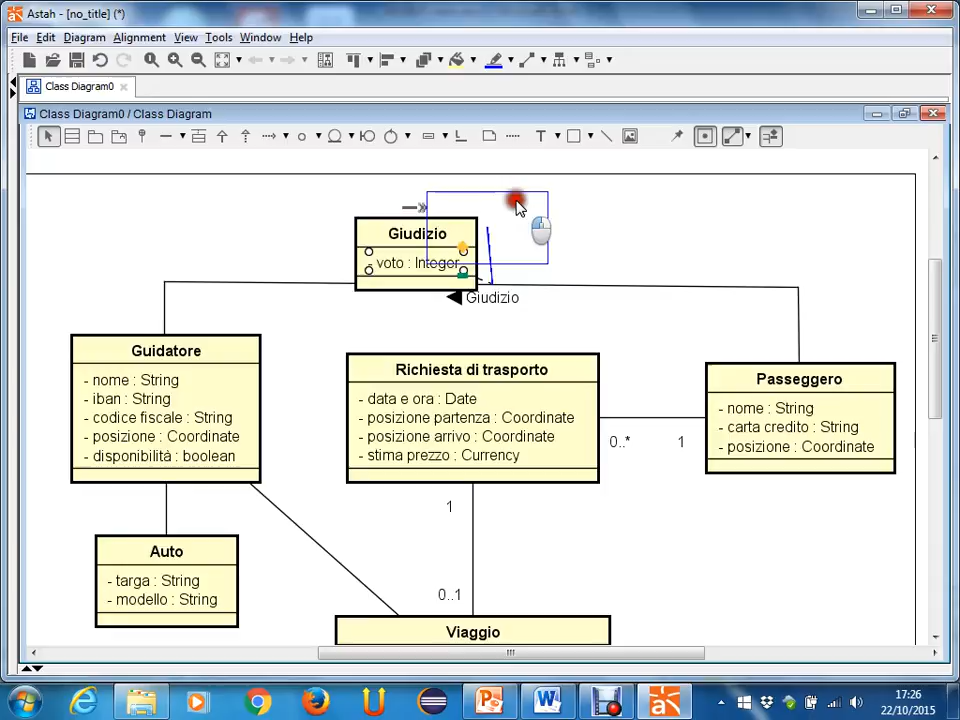 Astah - [no_title] (*)
File Edit Diagram Alignment View Tools Window Help
Class Diagram0
Class Diagram0 / Class Diagram
T
Giudizio
- voto : Integer
Giudizio
Guidatore
- nome : String
- iban : String
- codice fiscale : String
- posizione : Coordinate
- disponibilità : boolean
Richiesta di trasporto
- data e ora : Date
- posizione partenza : Coordinate
- posizione arrivo : Coordinate
- stima prezzo : Currency
Passeggero
- nome : String
- carta credito : String
- posizione : Coordinate
0..*
1
1
0..1
Auto
- targa : String
- modello : String
Viaggio
17:26
22/10/2015